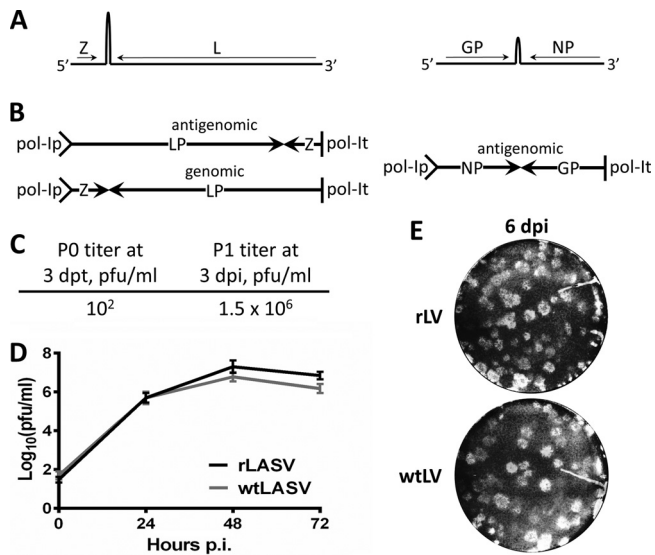 A
Z
L
5’
3’
GP
NP
5’
3’
B
antigenomic
pol-Ip
LP
Z
pol-It
genomic
pol-Ip
Z
LP
pol-It
antigenomic
pol-Ip
NP
GP
pol-It
C
P0 titer at
3 dpt, pfu/ml
P1 titer at
3 dpi, pfu/ml
10²
1.5 x 10⁶
D
Log₁₀(pfu/ml)
8
6
4
2
0
rLASV
wtLASV
0
24
48
72
Hours p.i.
E
6 dpi
rLV
wtLV